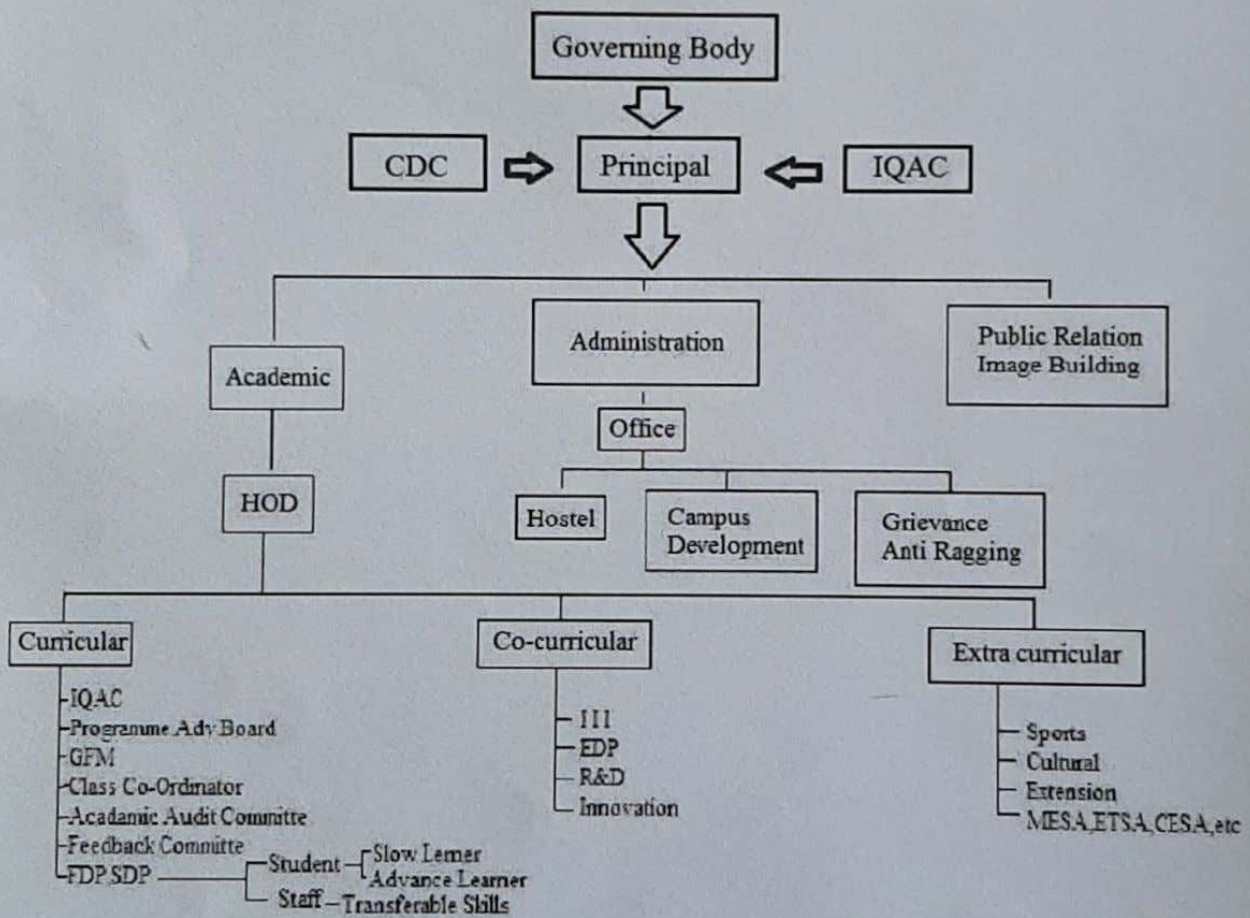 Governing Body
CDC
Principal
IQAC
Academic
Administration
Public Relation
Image Building
HOD
Office
Hostel
Campus
Development
Grievance
Anti Ragging
Curricular
Co-curricular
Extra curricular
IQAC
Programme Adv Board
GFM
Class Co-Ordinator
Acadamic Audit Committe
Feedback Committe
FDP,SDP
Student
Slow Lerner
Advance Learner
Staff
Transferable Skills
III
EDP
R&D
Innovation
Sports
Cultural
Extension
MESA,ETSA,CESA,etc